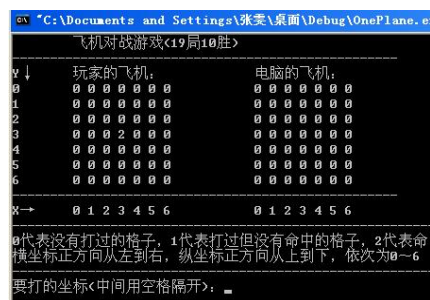 "C:\Documents and Settings\张雯\桌面\Debug\OnePlane.e
飞机对战游戏<19局10胜>
Y↓ 玩家的飞机: 电脑的飞机:
0 0 0 0 0 0 0 0 0 0 0 0 0 0 0
1 0 0 0 0 0 0 0 0 0 0 0 0 0 0
2 0 0 0 0 0 0 0 0 0 0 0 0 0 0
3 0 0 0 2 0 0 0 0 0 0 0 0 0 0
4 0 0 0 0 0 0 0 0 0 0 0 0 0 0
5 0 0 0 0 0 0 0 0 0 0 0 0 0 0
6 0 0 0 0 0 0 0 0 0 0 0 0 0 0
X→ 0 1 2 3 4 5 6 0 1 2 3 4 5 6
0代表没有打过的格子，1代表打过但没有命中的格子，2代表命
横坐标正方向从左到右，纵坐标正方向从上到下，依次为0~6
要打的坐标<中间用空格隔开>: